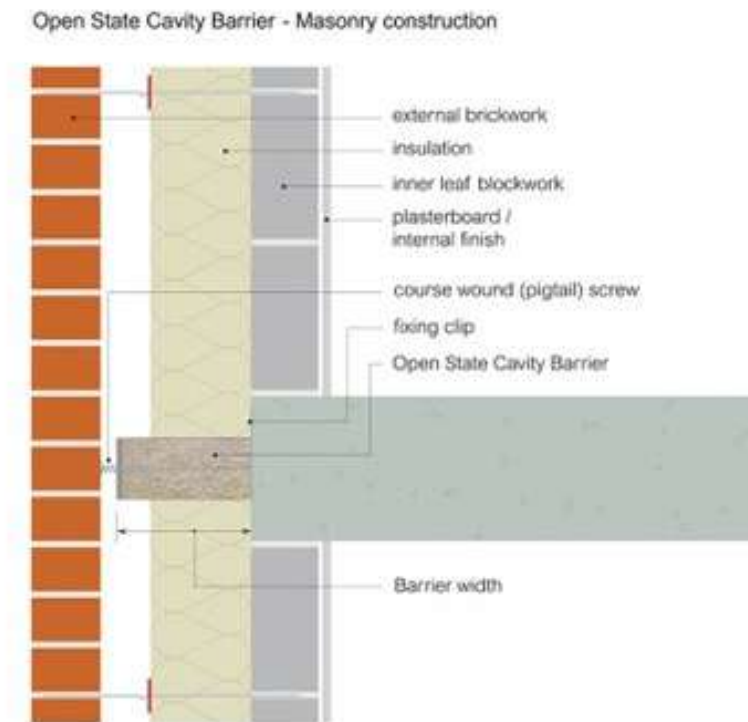 Open State Cavity Barrier - Masonry construction
external brickwork
insulation
inner leaf blockwork
plasterboard /
internal finish
course wound (pigtail) screw
fixing clip
Open State Cavity Barrier
Barrier width